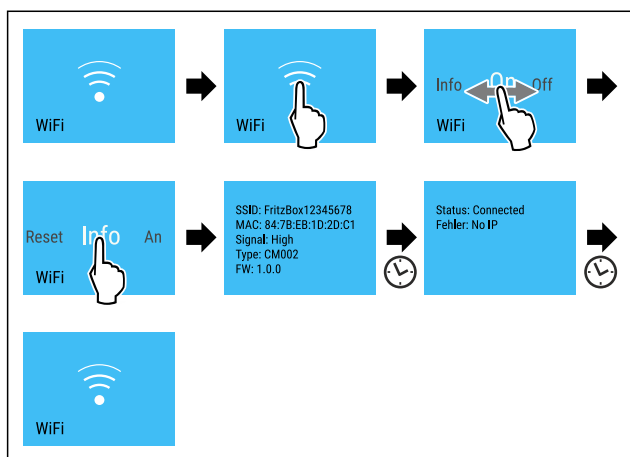 WiFi
WiFi
Info On Off
WiFi
Reset Info An
WiFi
SSID: FritzBox12345678
MAC: 84:7B:EB:1D:2D:C1
Signal: High
Type: CM002
FW: 1.0.0
Status: Connected
Fehler: No IP
WiFi